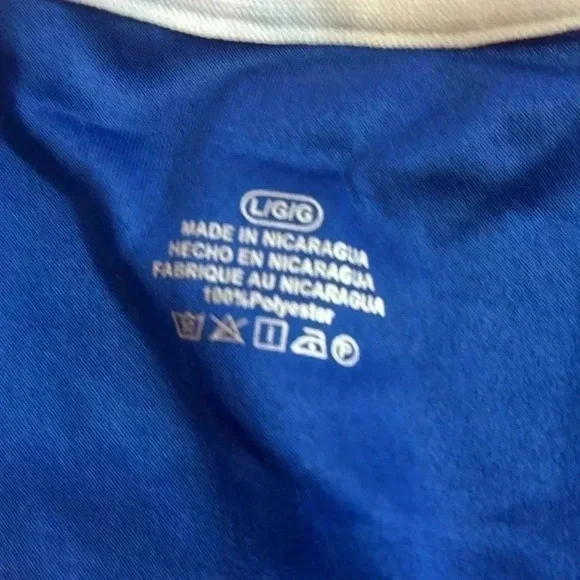 L/G/G
MADE IN NICARAGUA
HECHO EN NICARAGUA
FABRIQUE AU NICARAGUA
100%Polyester
P